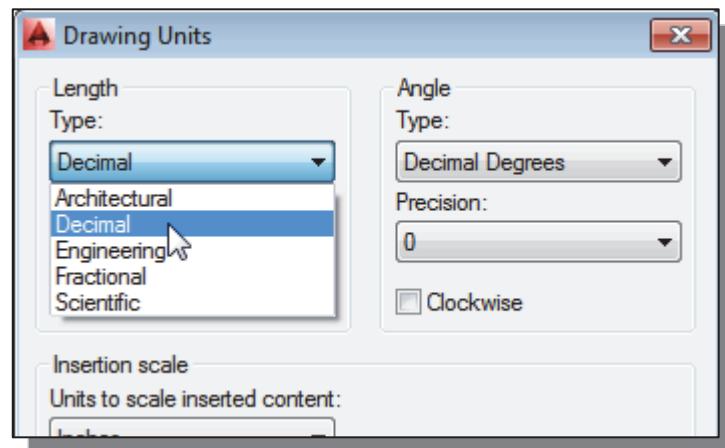 Drawing Units
Length
Type:
Decimal
Architectural
Decimal
Engineering
Fractional
Scientific
Angle
Type:
Decimal Degrees
Precision:
0
Clockwise
Insertion scale
Units to scale inserted content: